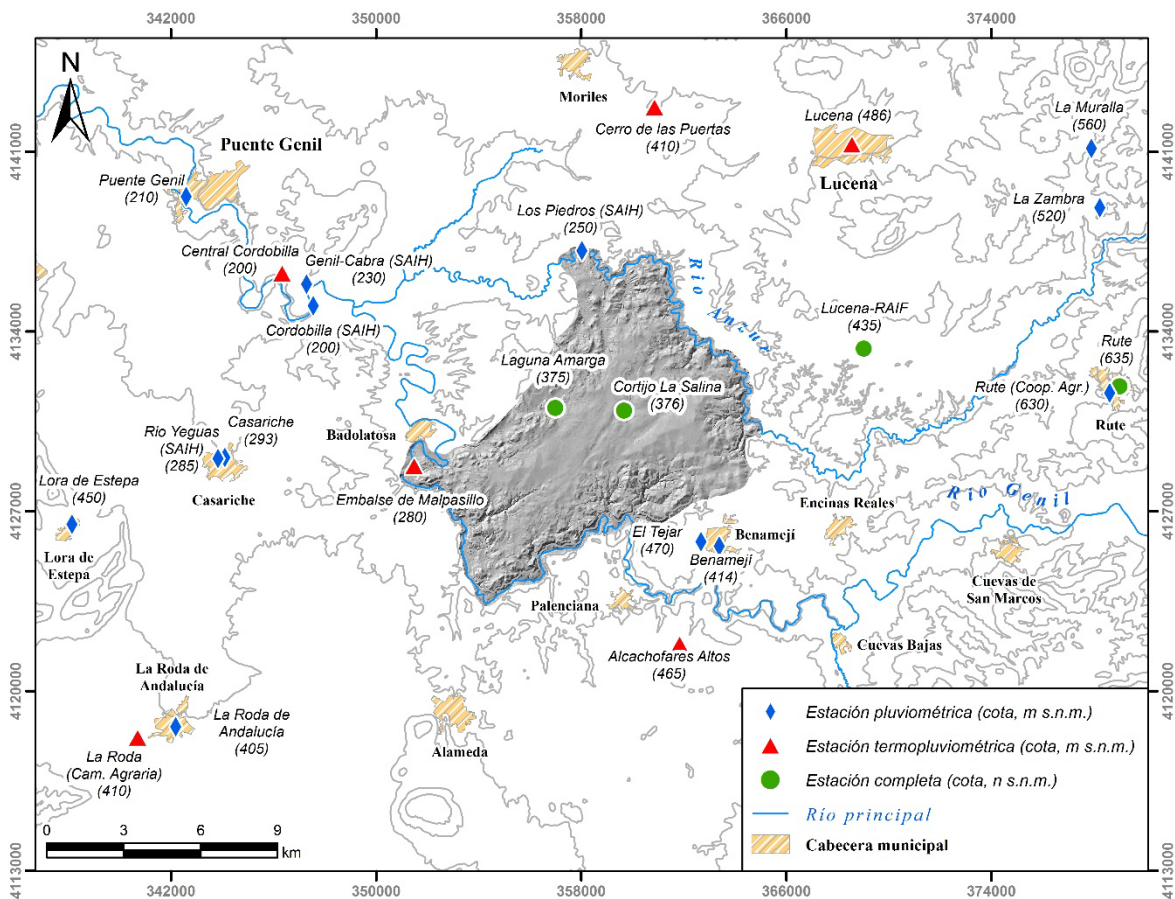 342000
350000
358000
366000
374000
N
Moriles
Cerro de las Puertas
(410)
Lucena (486)
Lucena
La Muralla
(560)
La Zambra
(520)
4141000
4141000
Puente Genil
Puente Genil
(210)
Los Piedros (SAIH)
(250)
Central Cordobilla
(200)
Genil-Cabra (SAIH)
(230)
Cordobilla (SAIH)
(200)
Río
Anzur
Lucena-RAIF
(435)
4134000
4134000
Rute
(635)
Rute (Coop. Agr.)
(630)
Rute
Laguna Amarga
(375)
Cortijo La Salina
(376)
Badolatosa
Casariche
(293)
Rio Yeguas
(SAIH)
(285)
Casariche
Embalse de Malpasillo
(280)
Lora de Estepa
(450)
Lora de
Estepa
4127000
4127000
Encinas Reales
Río Genil
El Tejar
(470)
Benamejí
Benamejí
(414)
Cuevas de
San Marcos
Palenciana
Cuevas Bajas
Alcachofares Altos
(465)
4120000
4120000
La Roda de
Andalucía
La Roda de
Andalucía
(405)
La Roda
(Cam. Agraria)
(410)
Alameda
Estación pluviométrica (cota, m s.n.m.)
Estación termopluviométrica (cota, m s.n.m.)
Estación completa (cota, n s.n.m.)
Río principal
Cabecera municipal
0
3
6
9
km
4113000
4113000
342000
350000
358000
366000
374000